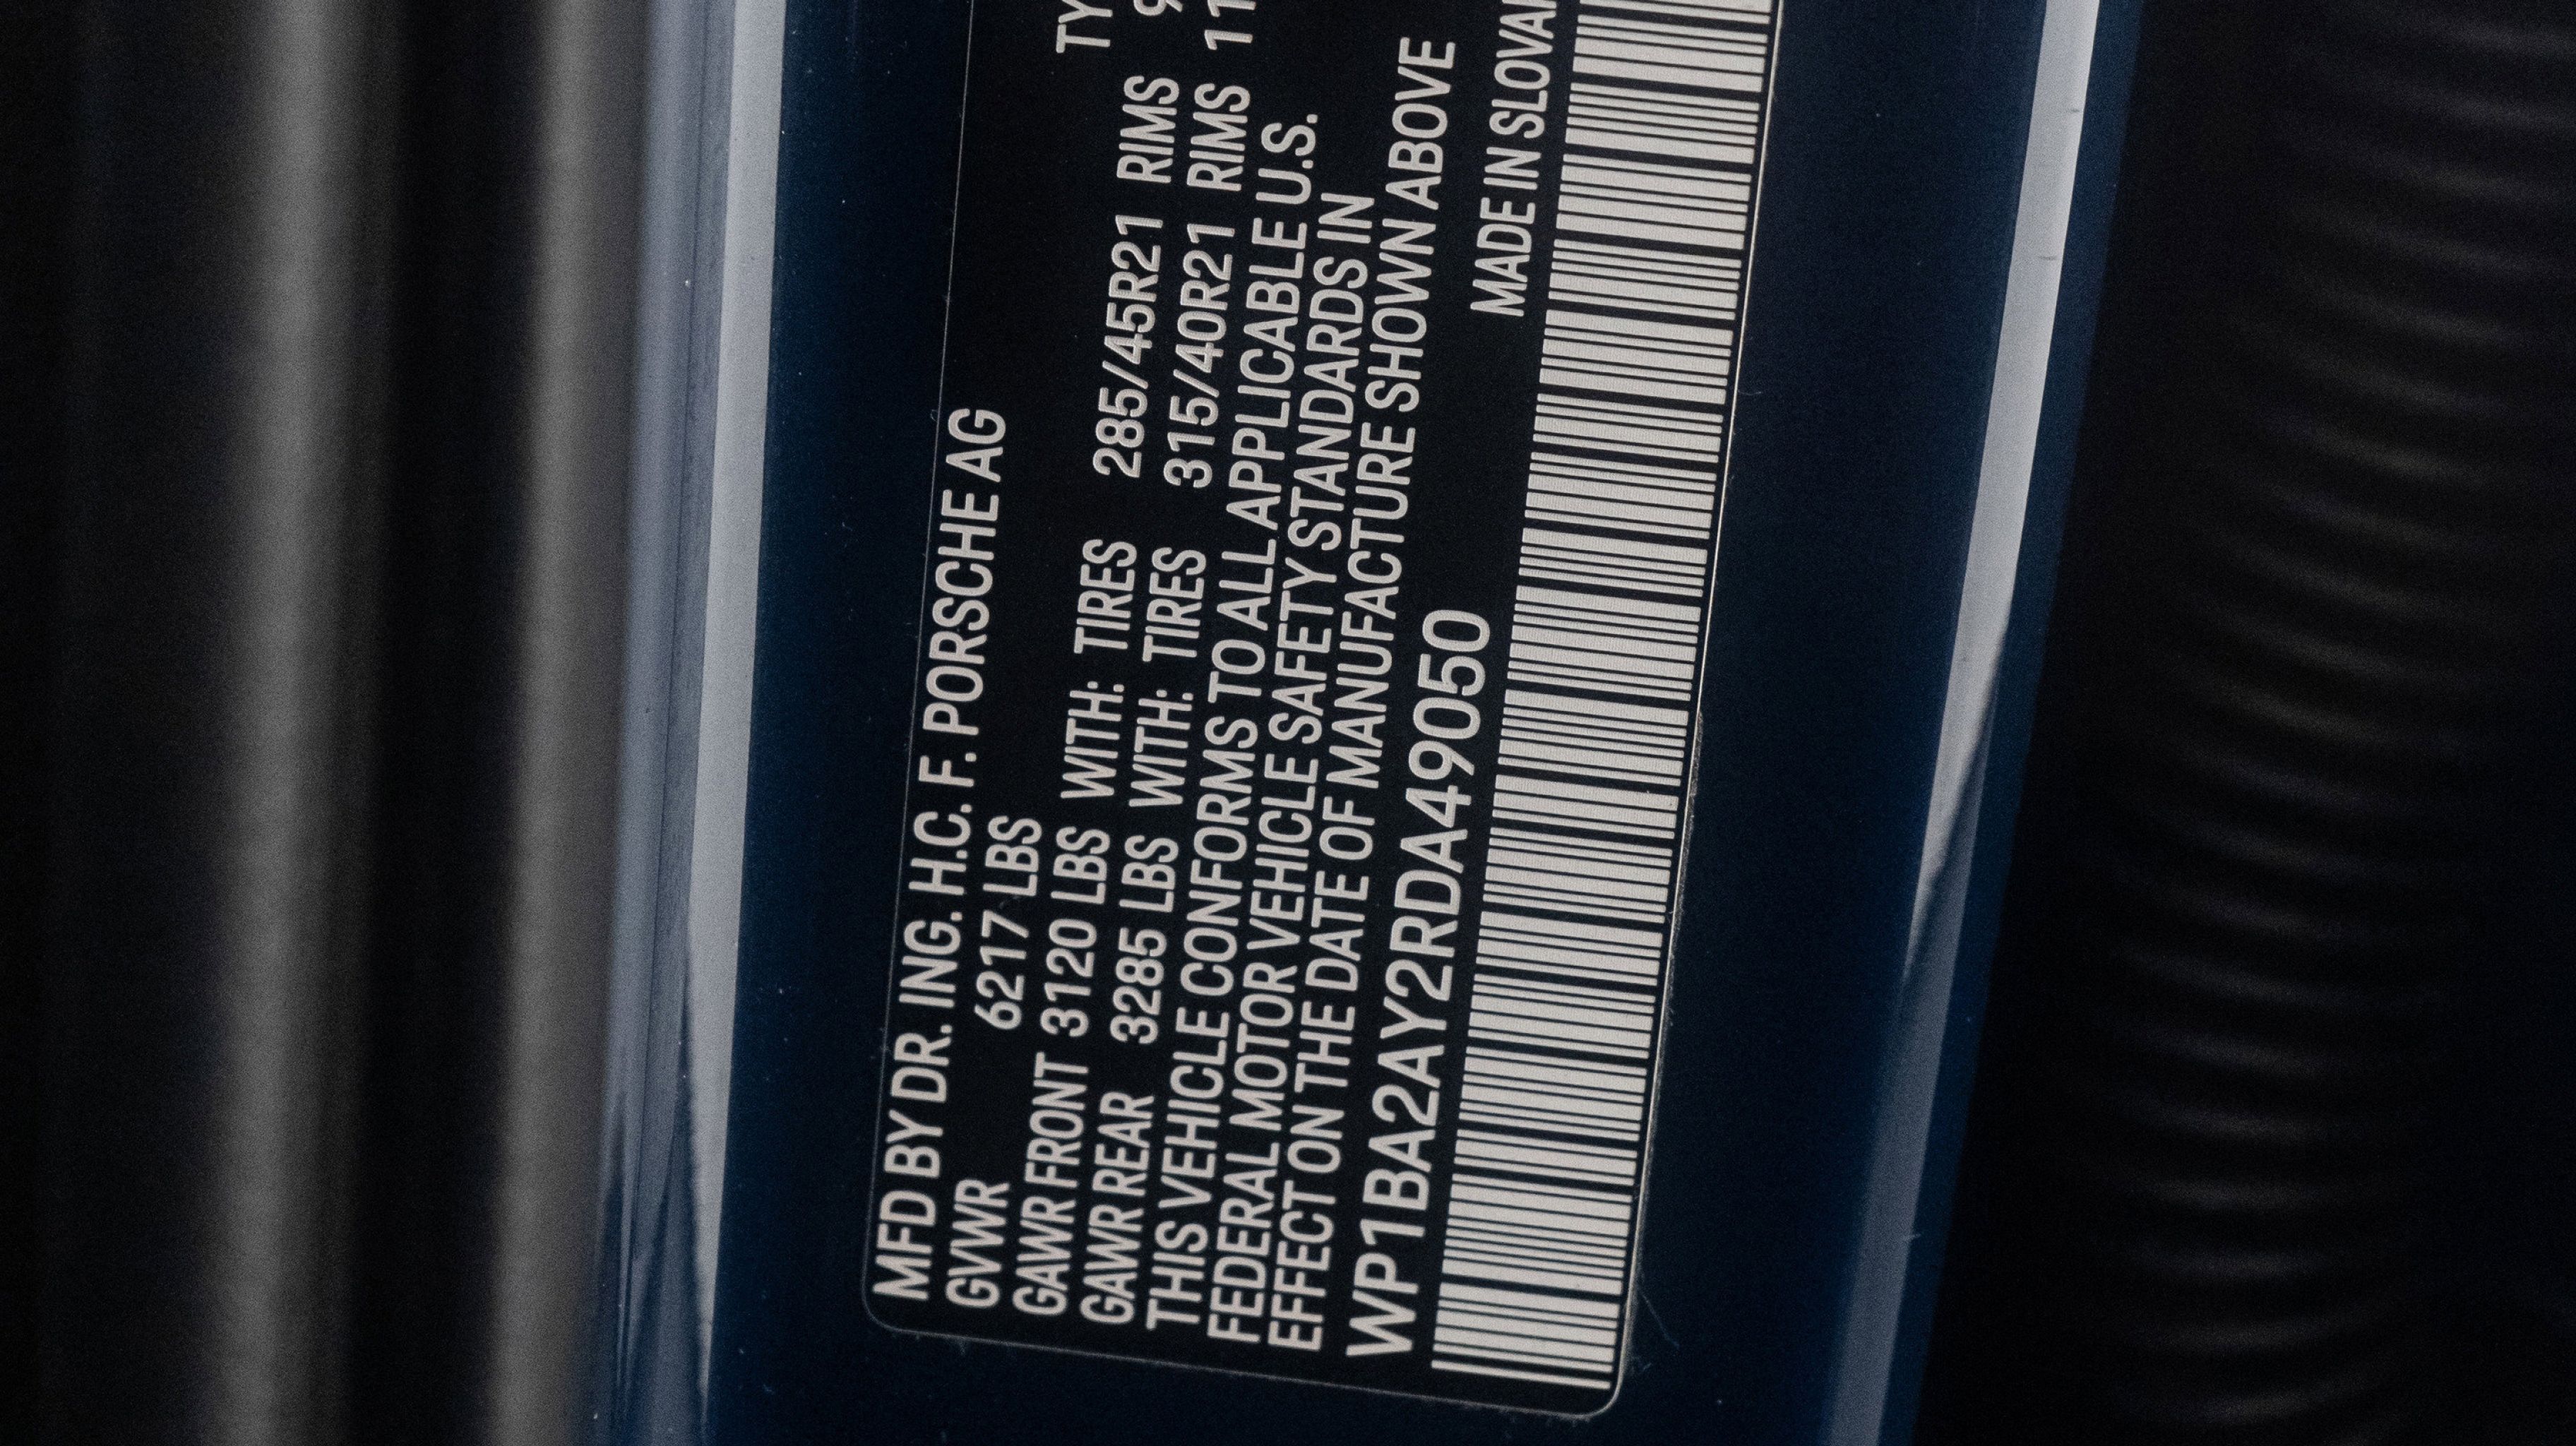 MFD BY DR. ING. H.C. F. PORSCHE AG
GVWR 6217 LBS
GAWR FRONT 3120 LBS WITH: TIRES 285/45R21 RIMS
GAWR REAR 3285 LBS WITH: TIRES 315/40R21 RIMS
THIS VEHICLE CONFORMS TO ALL APPLICABLE U.S.
FEDERAL MOTOR VEHICLE SAFETY STANDARDS IN
EFFECT ON THE DATE OF MANUFACTURE SHOWN ABOVE
WP1BA2AY2RDA49050
MADE IN